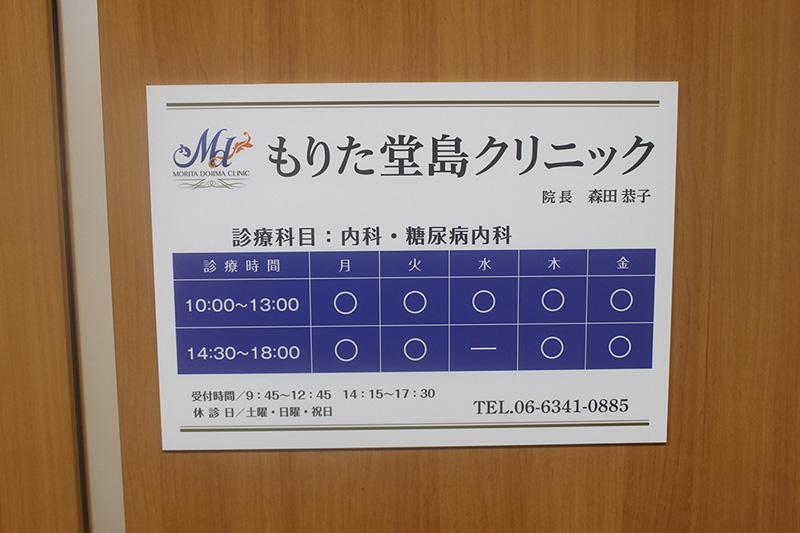 Md
MORITA DOJIMA CLINIC
もりた堂島クリニック
院長　森田 恭子
診療科目：内科・糖尿病内科
診療時間 月 火 水 木 金
10:00～13:00 ○ ○ ○ ○ ○
14:30～18:00 ○ ○ ― ○ ○
受付時間／9：45～12：45　14：15～17：30
休診日／土曜・日曜・祝日
TEL.06-6341-0885